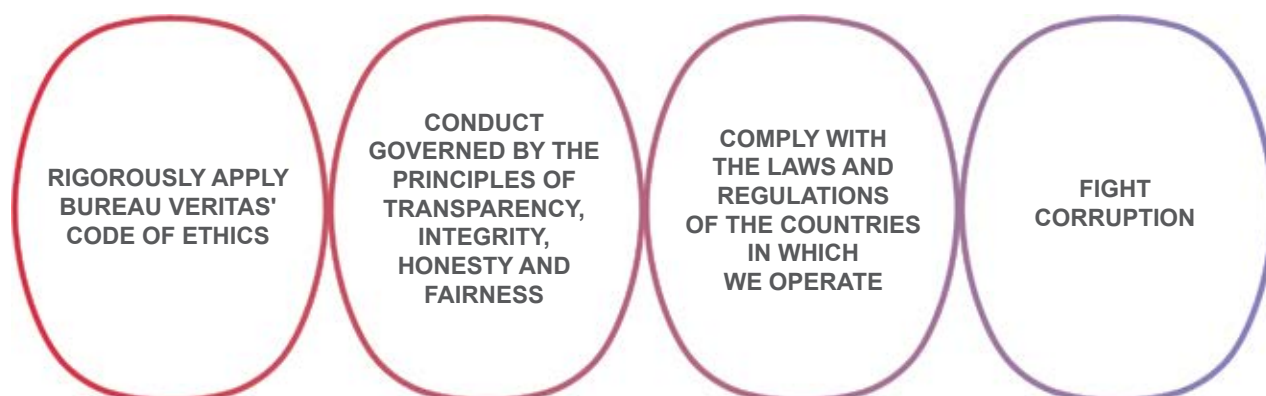 RIGOROUSLY APPLY
BUREAU VERITAS'
CODE OF ETHICS
CONDUCT
GOVERNED BY THE
PRINCIPLES OF
TRANSPARENCY,
INTEGRITY,
HONESTY AND
FAIRNESS
COMPLY WITH
THE LAWS AND
REGULATIONS
OF THE COUNTRIES
IN WHICH
WE OPERATE
FIGHT
CORRUPTION